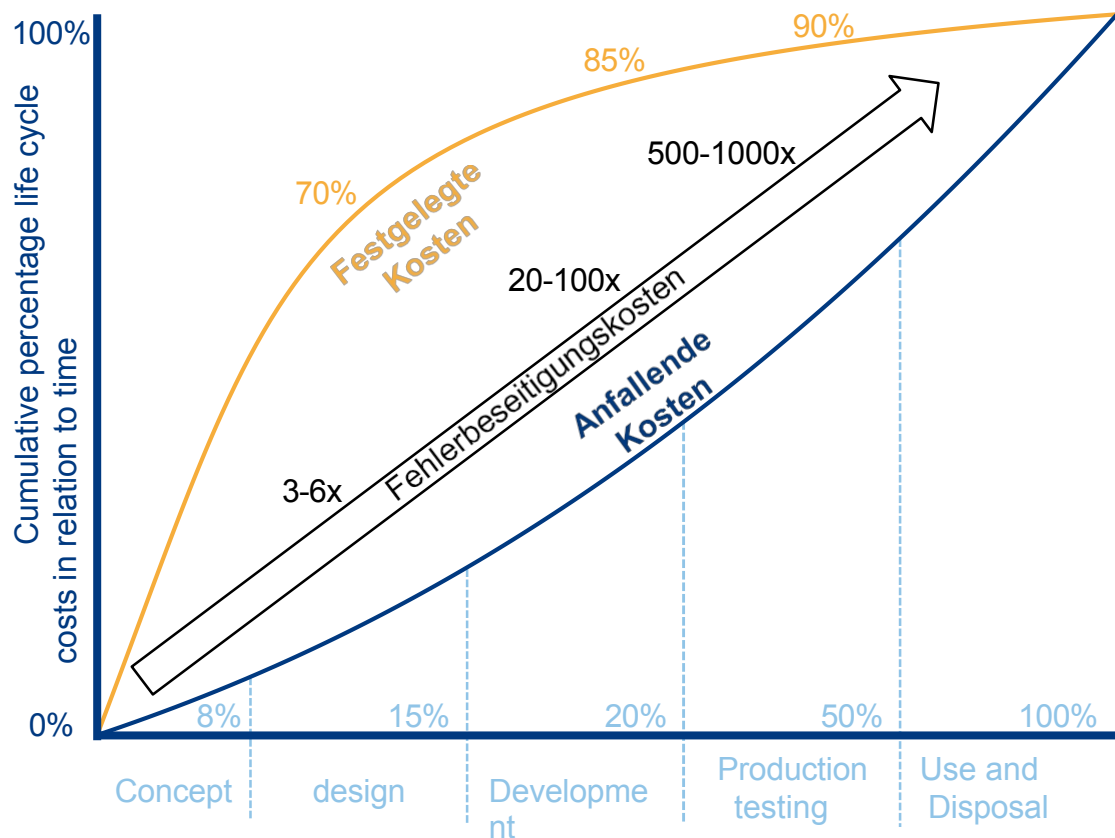 100%
Cumulative percentage life cycle
costs in relation to time
0%
70%
85%
90%
Festgelegte
Kosten
500-1000x
20-100x
3-6x
Fehlerbeseitigungskosten
Anfallende
Kosten
8%
15%
20%
50%
100%
Concept
design
Developme
nt
Production
testing
Use and
Disposal